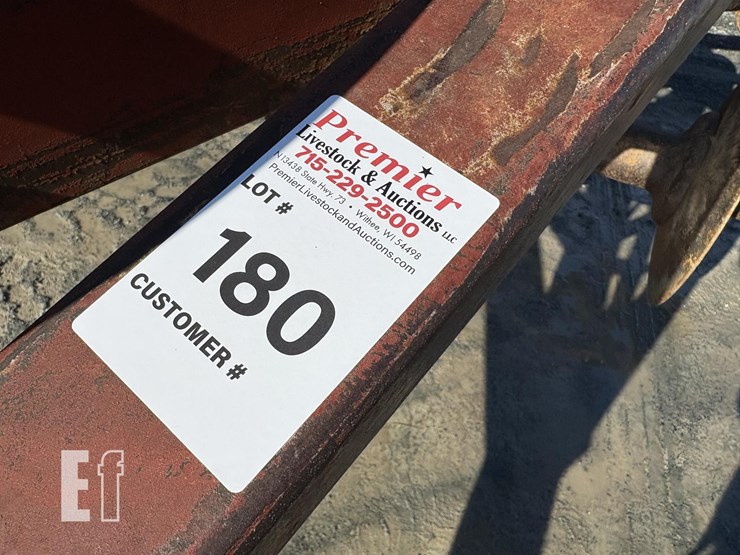 Premier
Livestock & Auctions LLC
715-229-2500
N13438 State Hwy. 73 • Withee, WI 54498
PremierLivestockandAuctions.com
LOT #
180
CUSTOMER #
Ef